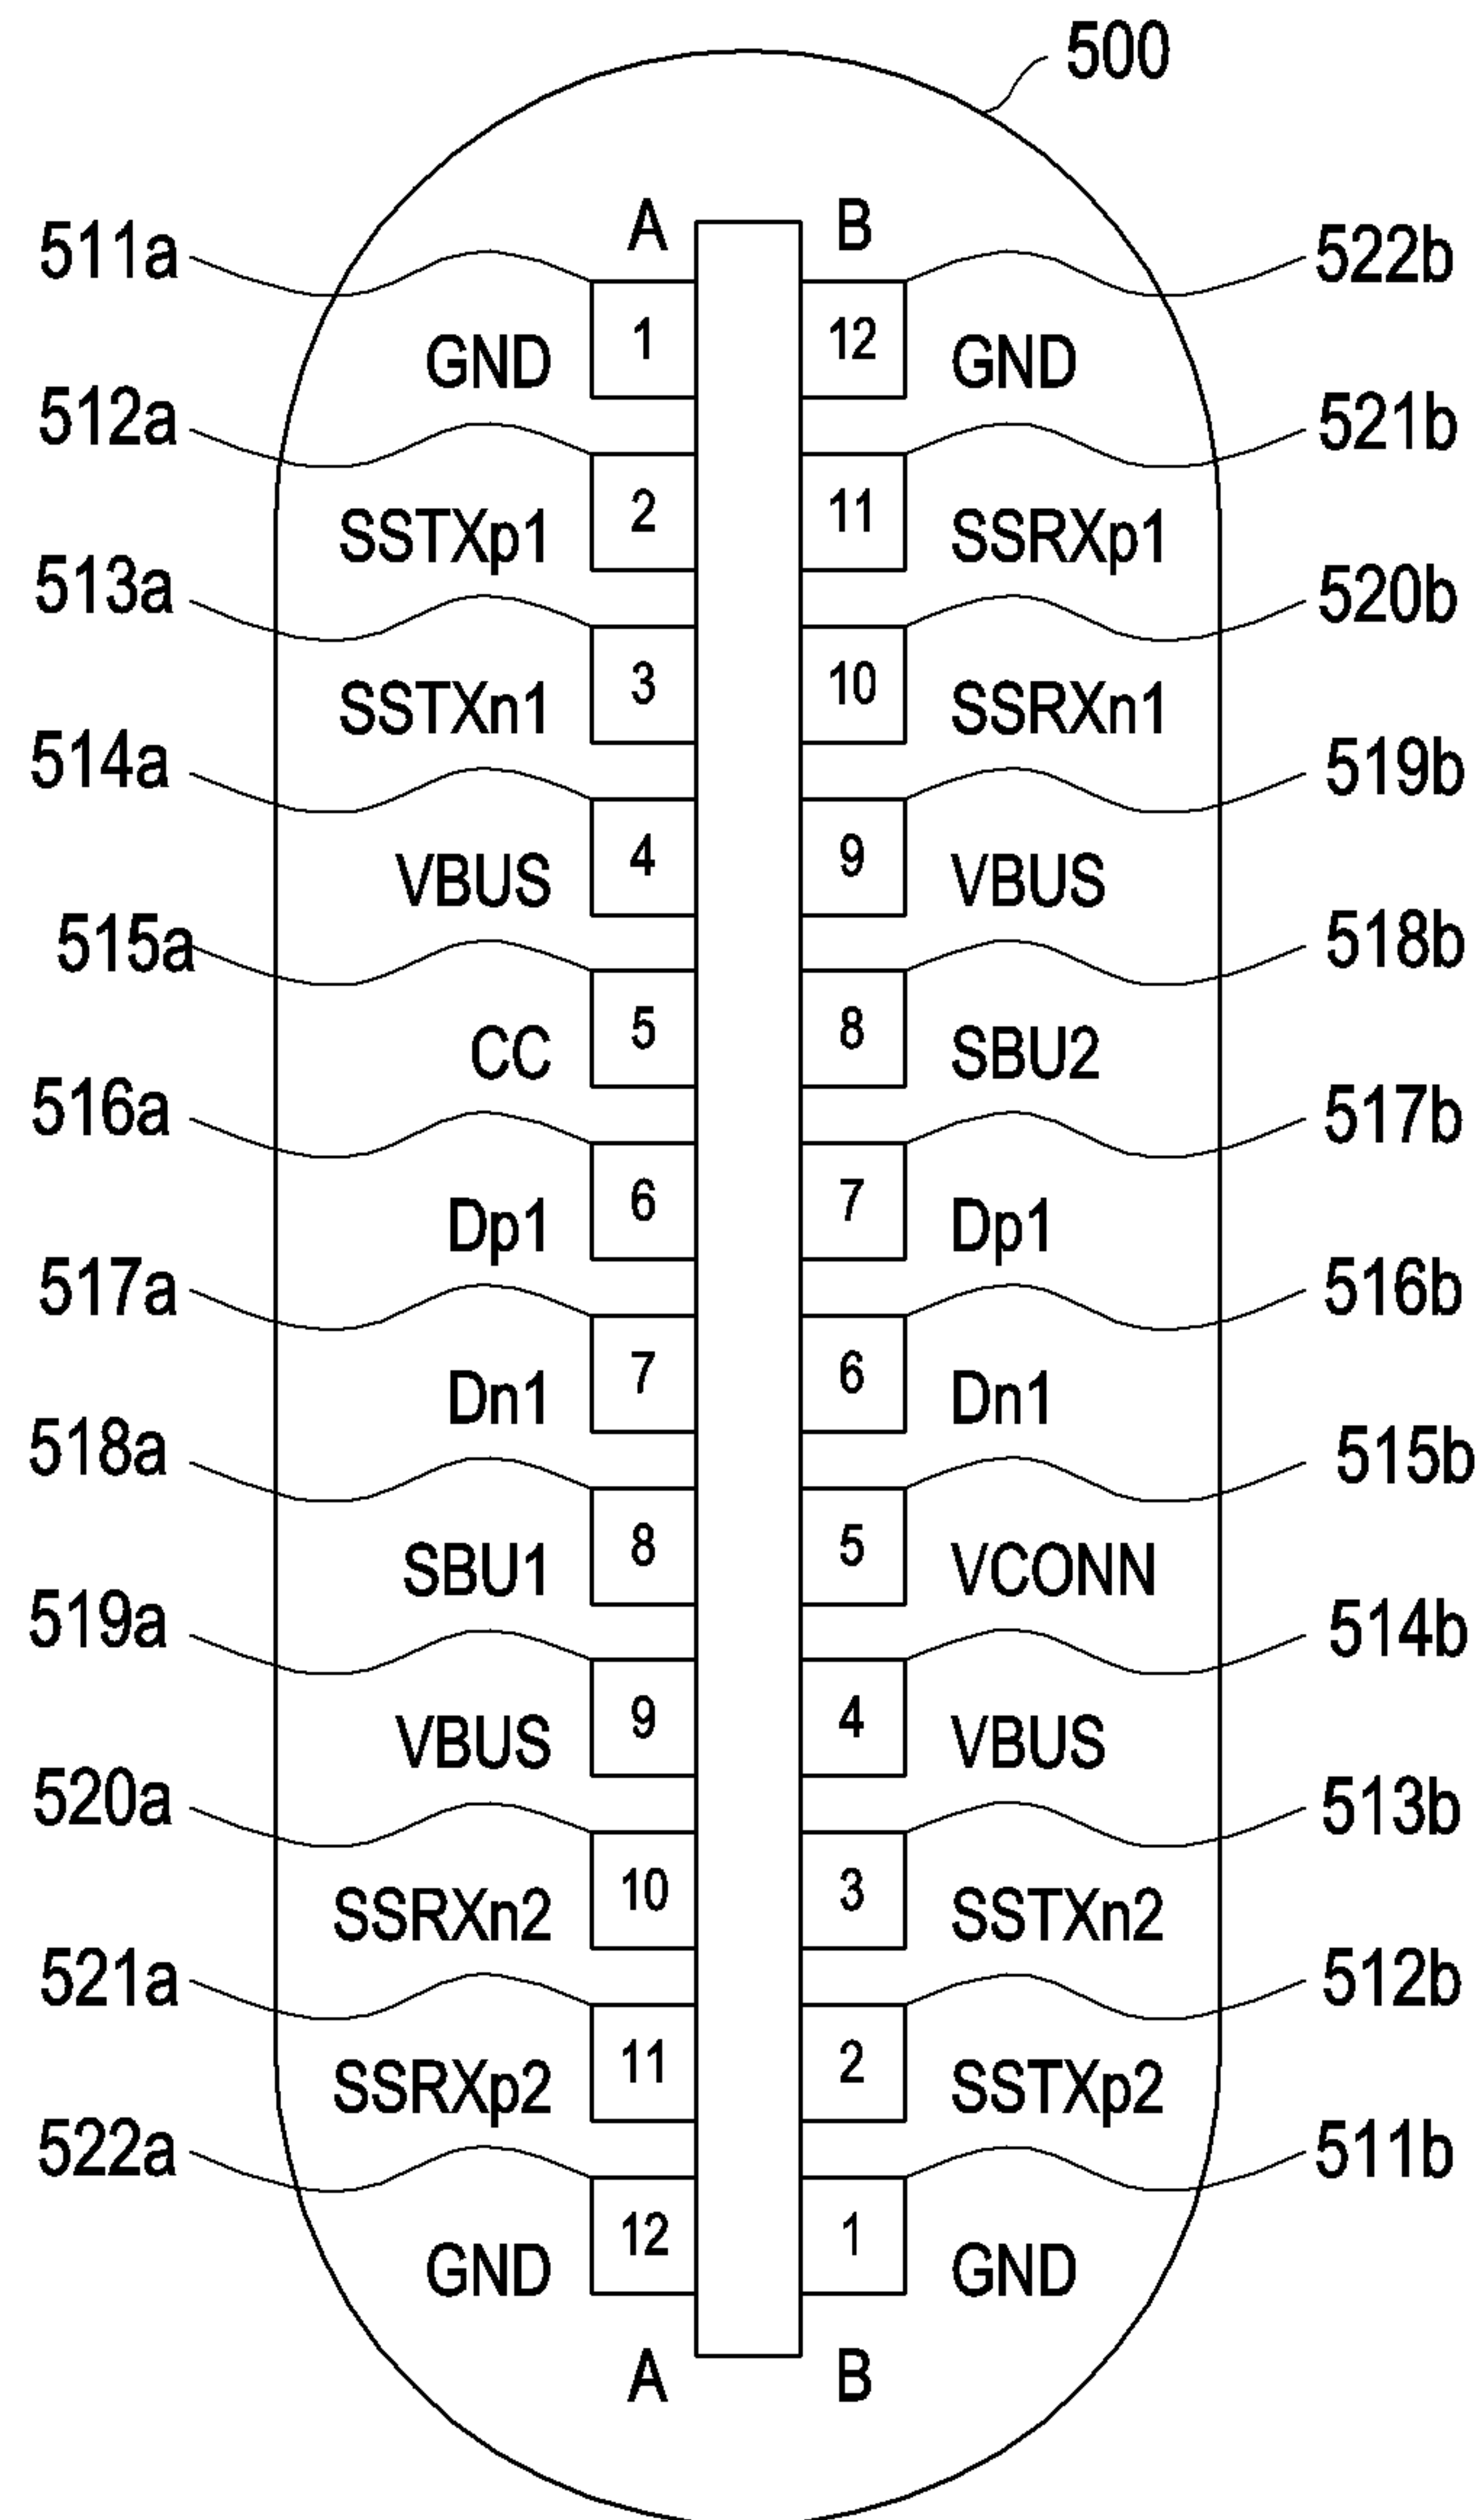 500
A B
511a 1 12 522b
GND GND
512a 2 11 521b
SSTXp1 SSRXp1
513a 3 10 520b
SSTXn1 SSRXn1
514a 4 9 519b
VBUS VBUS
515a 5 8 518b
CC SBU2
516a 6 7 517b
Dp1 Dp1
517a 7 6 516b
Dn1 Dn1
518a 8 5 515b
SBU1 VCONN
519a 9 4 514b
VBUS VBUS
520a 10 3 513b
SSRXn2 SSTXn2
521a 11 2 512b
SSRXp2 SSTXp2
522a 12 1 511b
GND GND
A B